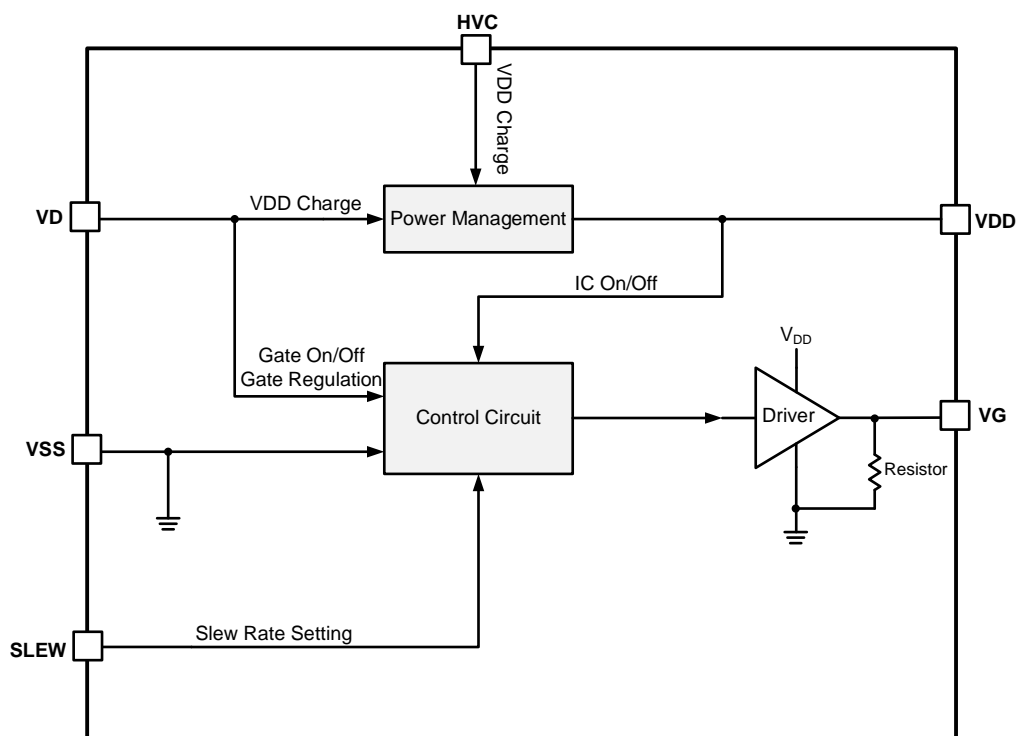 HVC
VDD Charge
VD
VDD Charge
Power Management
VDD
IC On/Off
Gate On/Off
Gate Regulation
Control Circuit
VDD
Driver
VG
VSS
Resistor
SLEW
Slew Rate Setting